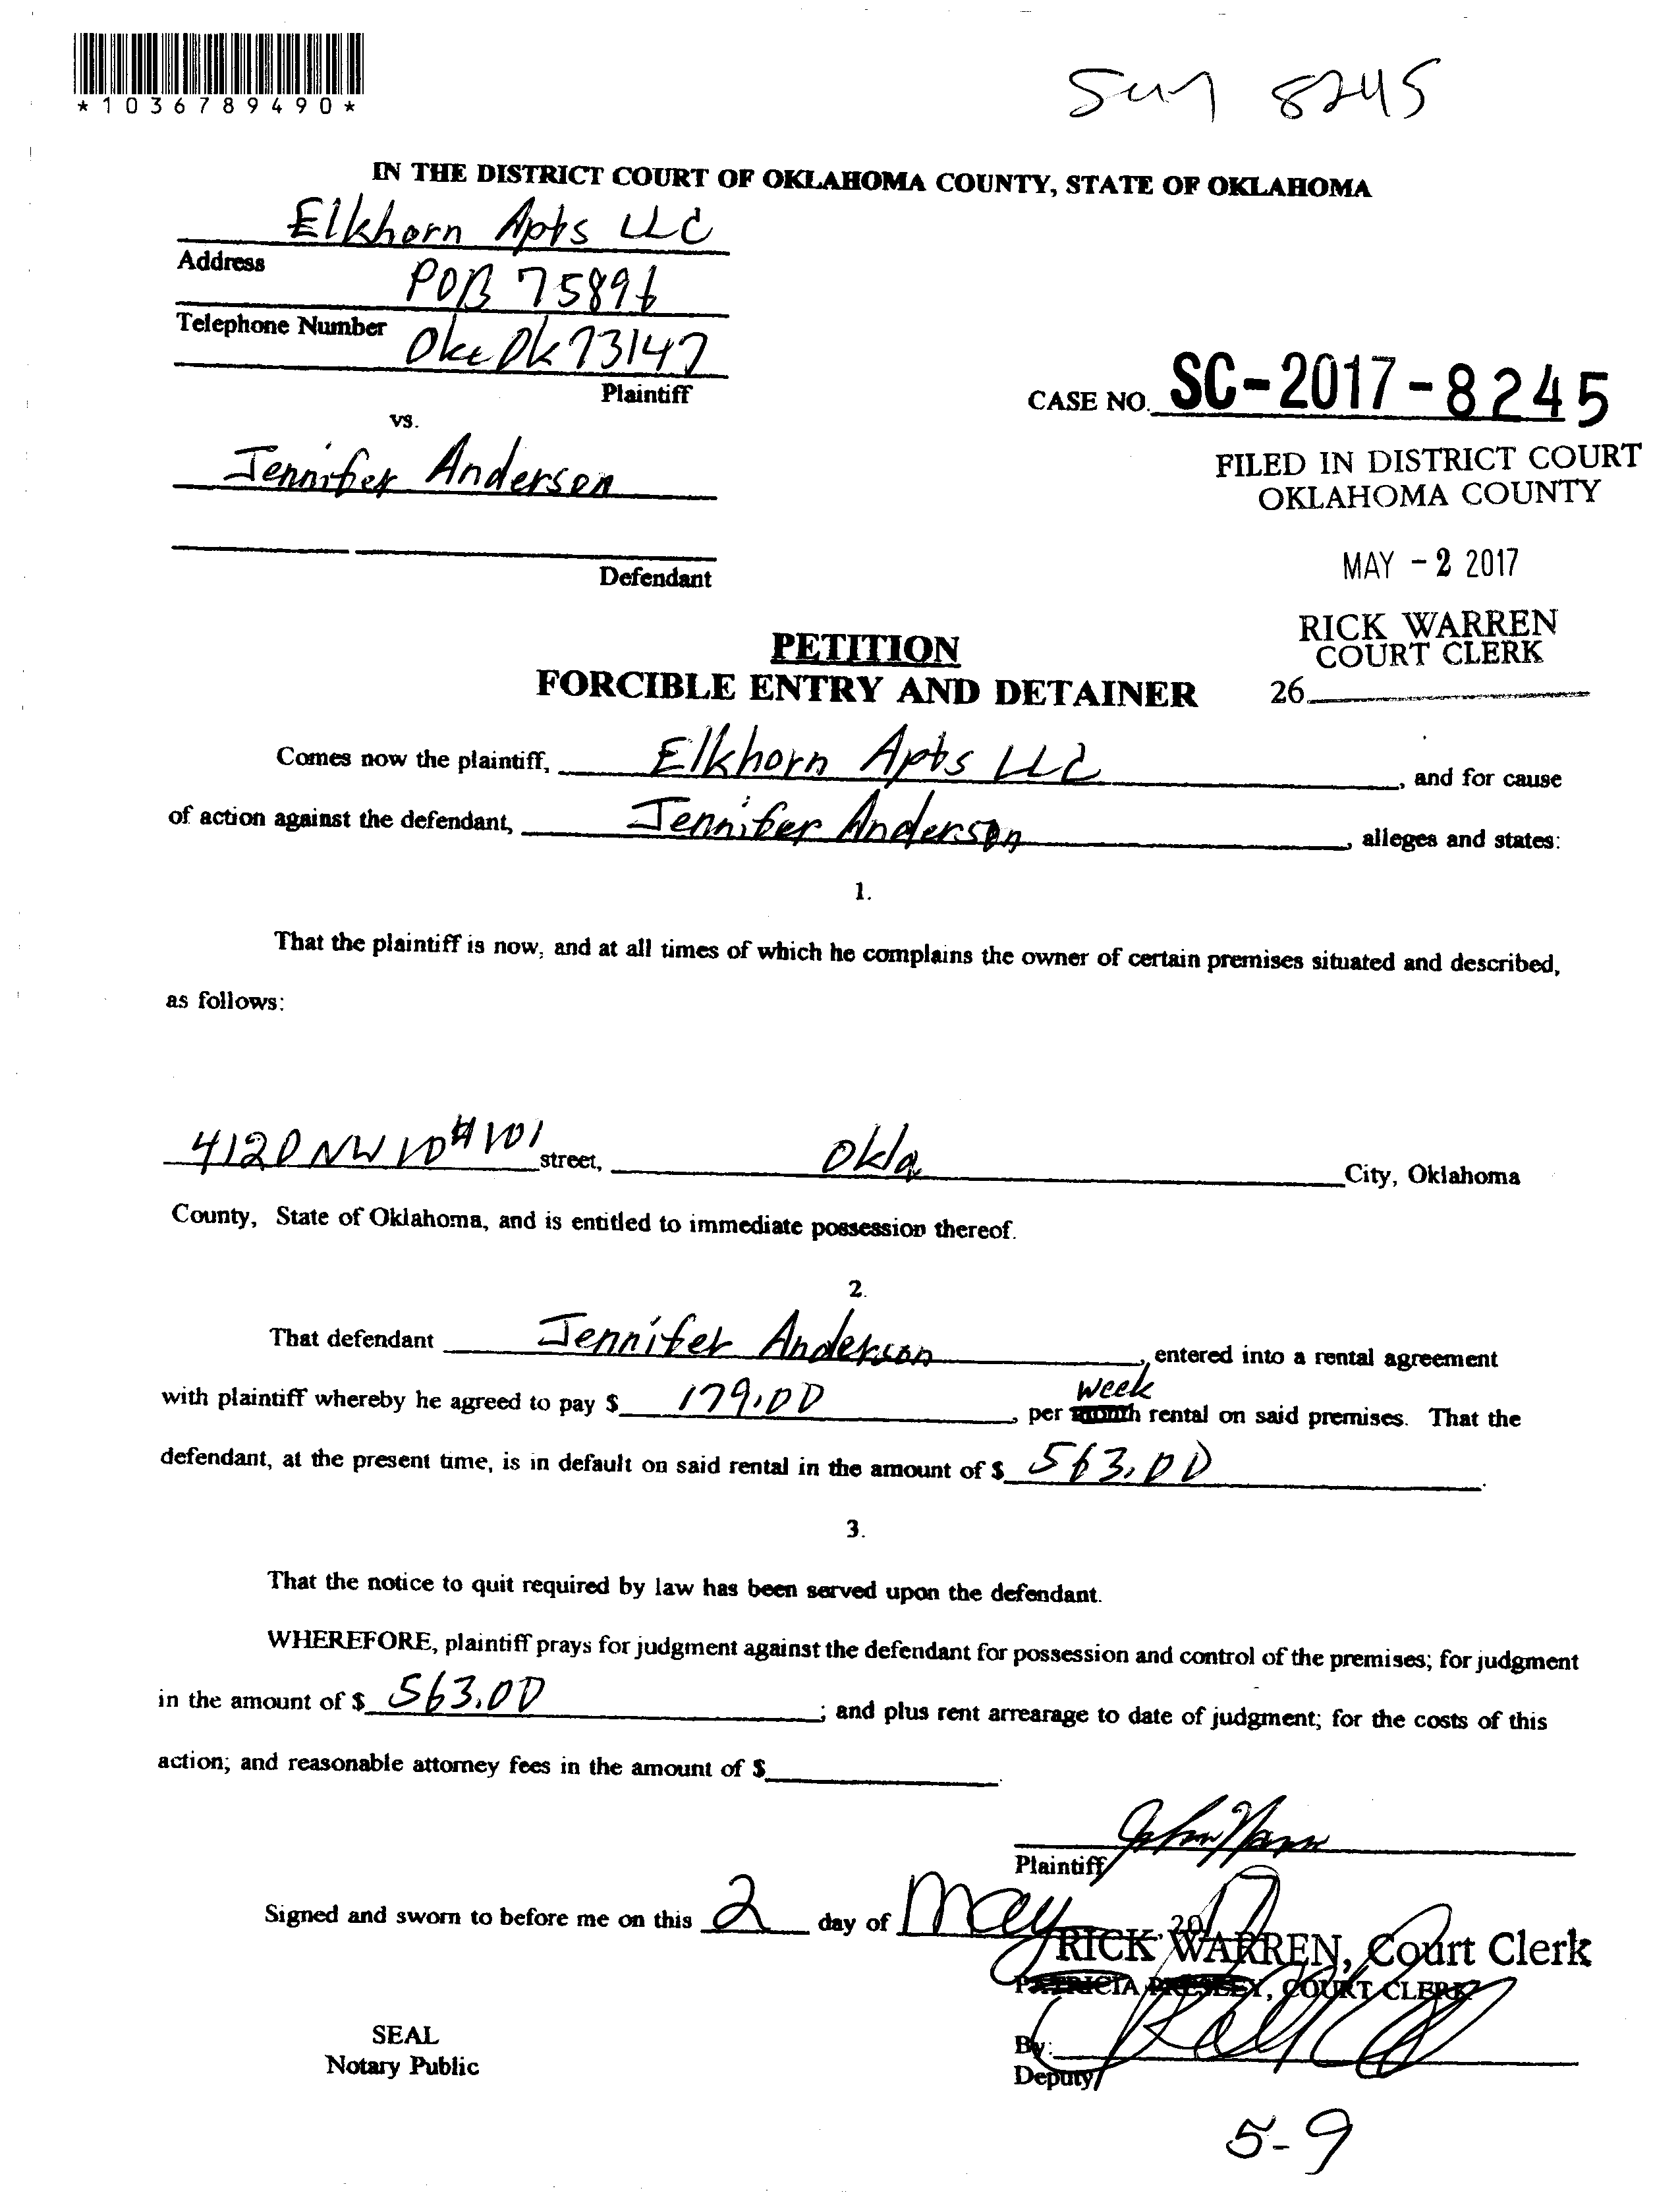 *1036789490*
8245
IN THE DISTRICT COURT OF OKLAHOMA COUNTY, STATE OF OKLAHOMA
Elkhorn Apts LLC
Address
POB 75896
Telephone Number
Okc Ok 73147
Plaintiff
CASE NO. SC-2017-8245
vs.
Jennifer Anderson
FILED IN DISTRICT COURT
OKLAHOMA COUNTY
MAY - 2 2017
Defendant
RICK WARREN
COURT CLERK
26
PETITION
FORCIBLE ENTRY AND DETAINER
Comes now the plaintiff, Elkhorn Apts LLC, and for cause
of action against the defendant, Jennifer Anderson, alleges and states:
1.
That the plaintiff is now, and at all times of which he complains the owner of certain premises situated and described,
as follows:
4120 NW 10 #101 street, Okla City, Oklahoma
County, State of Oklahoma, and is entitled to immediate possession thereof.
2.
That defendant Jennifer Anderson, entered into a rental agreement
week
with plaintiff whereby he agreed to pay $ 179.00, per month rental on said premises. That the
defendant, at the present time, is in default on said rental in the amount of $ 563.00.
3.
That the notice to quit required by law has been served upon the defendant.
WHEREFORE, plaintiff prays for judgment against the defendant for possession and control of the premises; for judgment
in the amount of $ 563.00; and plus rent arrearage to date of judgment; for the costs of this
action; and reasonable attorney fees in the amount of $
Plaintiff
Signed and sworn to before me on this 2 day of May, 2017
RICK WARREN, Court Clerk
PATRICIA PRESLEY, COURT CLERK
SEAL
Notary Public
By:
Deputy
5-9